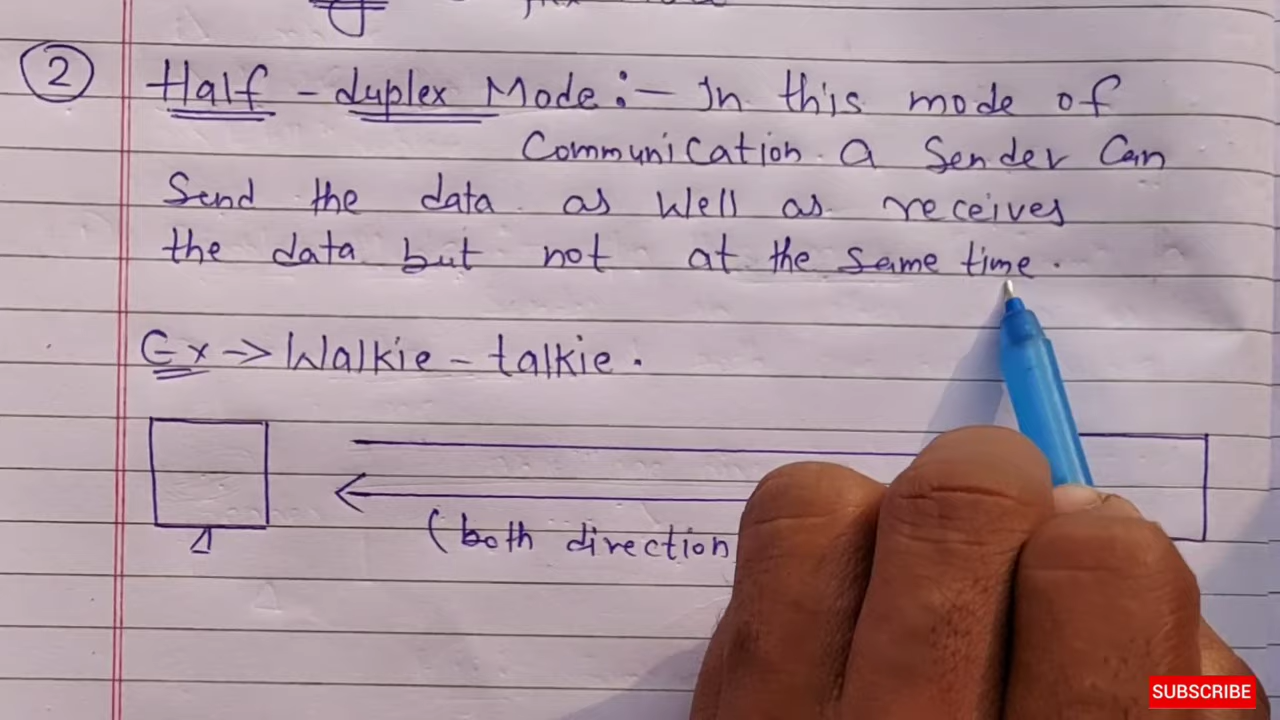 ② Half - duplex Mode :- In this mode of
Communication a Sender Can
Send the data as well as receives
the data but not at the same time.
Ex → Walkie - talkie.
(both direction
SUBSCRIBE